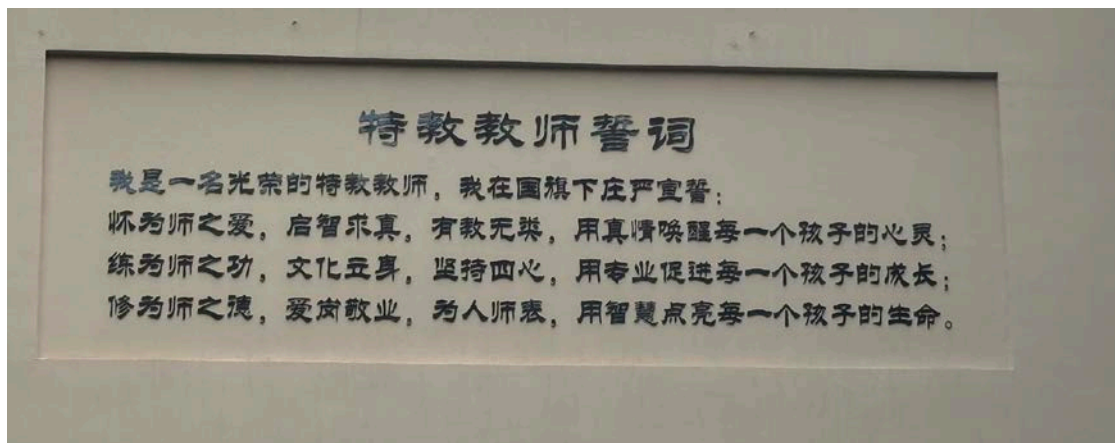 特教教师誓词
我是一名光荣的特教教师，我在国旗下庄严宣誓：
怀为师之爱，启智求真，有教无类，用真情唤醒每一个孩子的心灵；
练为师之功，文化立身，坚持四心，用专业促进每一个孩子的成长；
修为师之德，爱岗敬业，为人师表，用智慧点亮每一个孩子的生命。